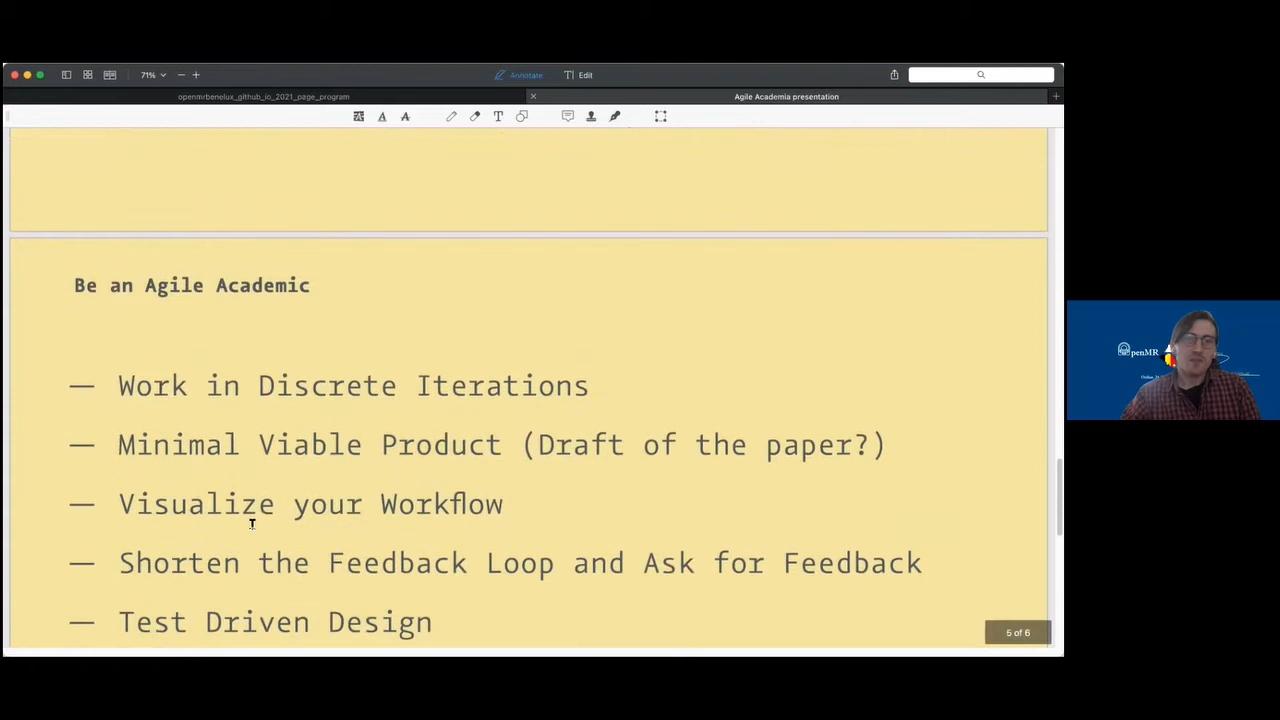 71%
Annotate
Edit
openmrbenelux_github_io_2021_page_program
Agile Academia presentation
Be an Agile Academic
— Work in Discrete Iterations
— Minimal Viable Product (Draft of the paper?)
— Visualize your Workflow
— Shorten the Feedback Loop and Ask for Feedback
— Test Driven Design
5 of 6
penMR